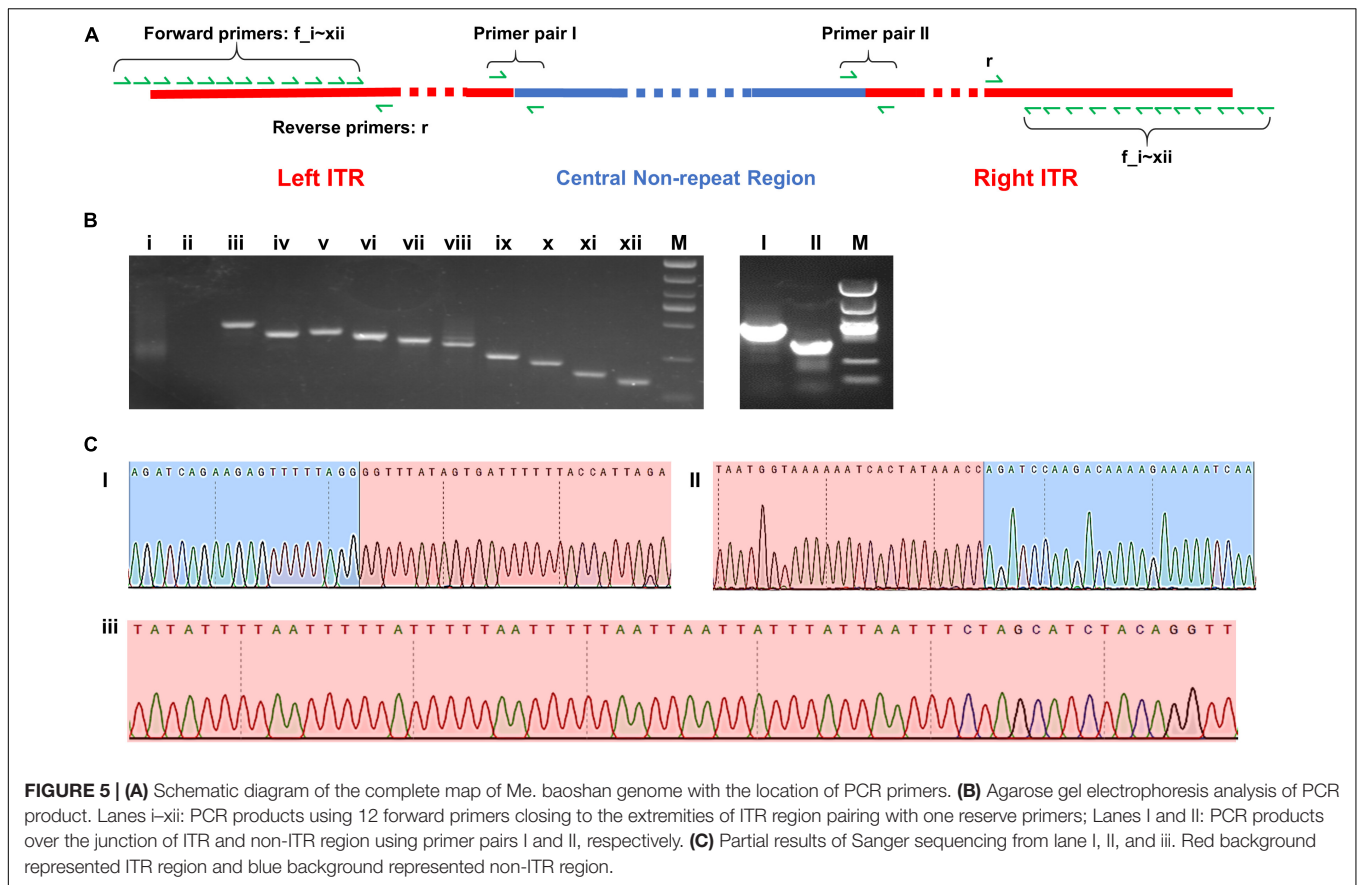 A
Forward primers: f_i~xii
Primer pair I
Primer pair II
r
Reverse primers: r
f_i~xii
Left ITR
Central Non-repeat Region
Right ITR
B
i ii iii iv v vi vii viii ix x xi xii M
I II M
C
I
AGATCAGAAGAGTTTTTAGGGGTTTATAGTGATTTTTTACCATTAGA
II
TAATGGTAAAAAATCACTATAAACCAGATCCAAGACAAAAGAAAAATCAA
iii
TATATTTTAATTTTTATTTTTAATTTTTAATTAATTATTTATTAATTTCTAGCATCTACAGGTT
FIGURE 5 | (A) Schematic diagram of the complete map of Me. baoshan genome with the location of PCR primers. (B) Agarose gel electrophoresis analysis of PCR
product. Lanes i–xii: PCR products using 12 forward primers closing to the extremities of ITR region pairing with one reserve primers; Lanes I and II: PCR products
over the junction of ITR and non-ITR region using primer pairs I and II, respectively. (C) Partial results of Sanger sequencing from lane I, II, and iii. Red background
represented ITR region and blue background represented non-ITR region.